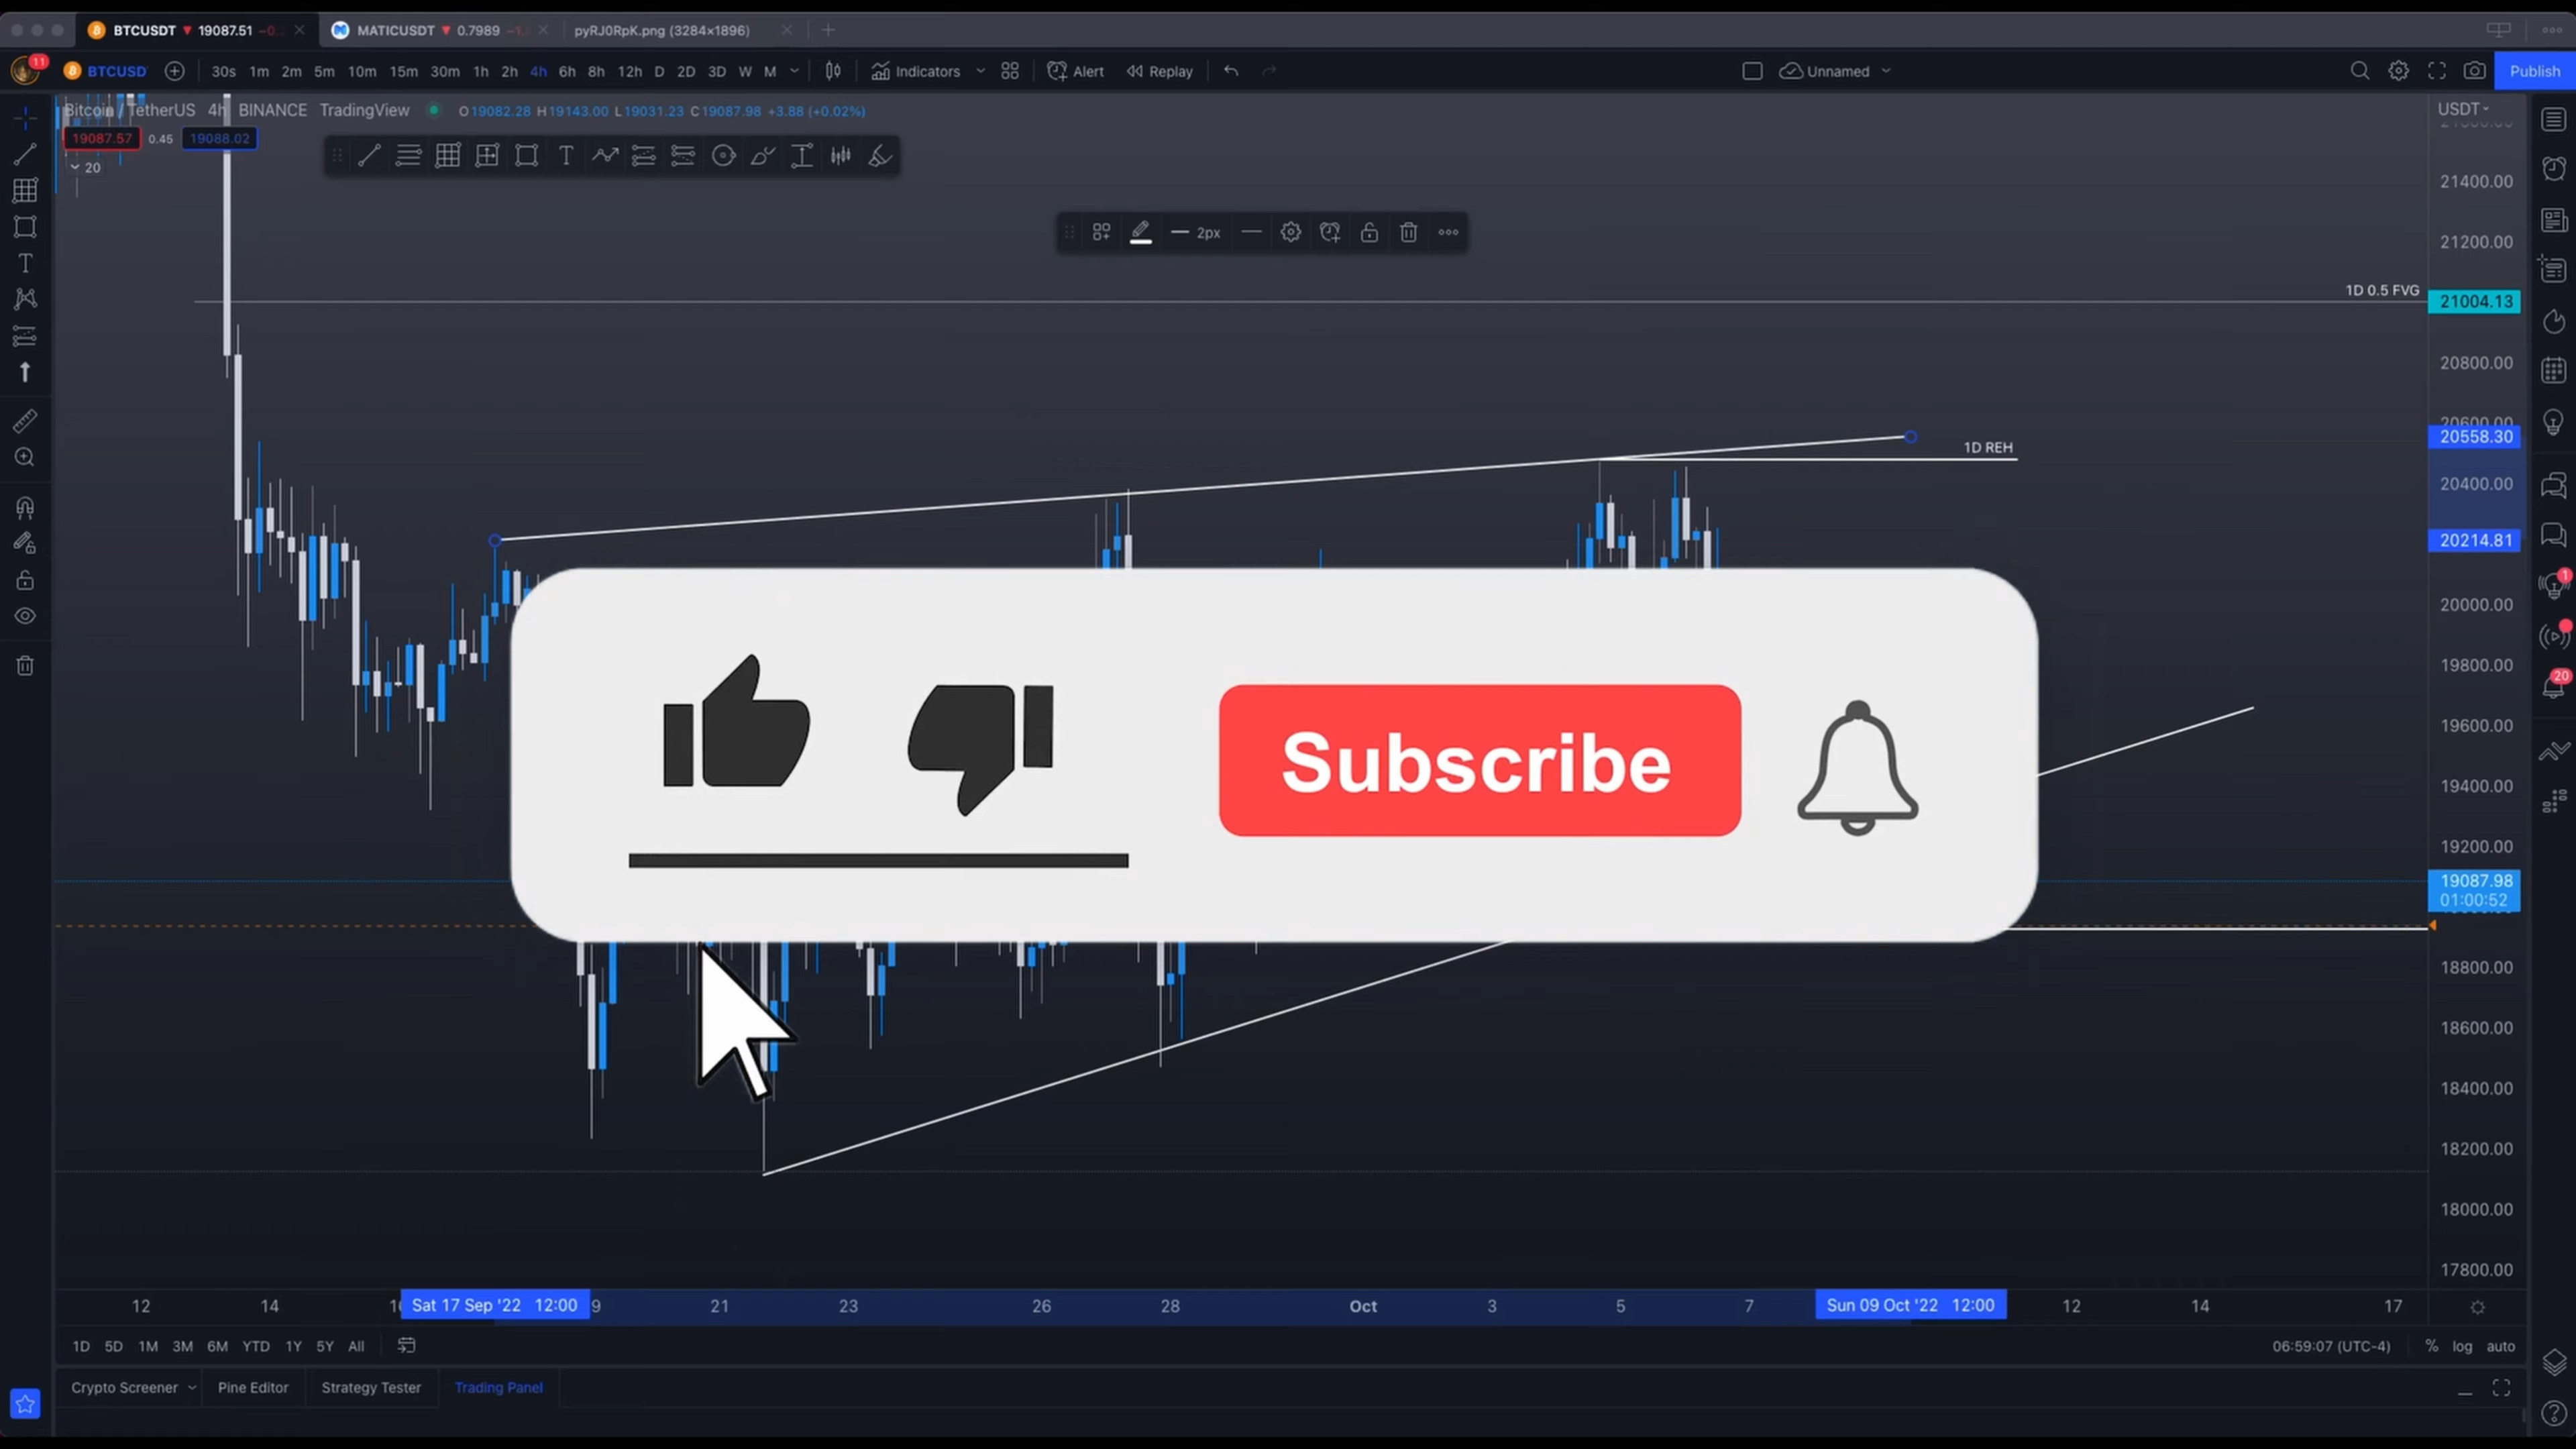 BTCUSDT ▼ 19087.51 −0.
MATICUSDT ▼ 0.7989 −1.
pyRJ0RpK.png (3284×1896)
11
BTCUSD
30s 1m 2m 5m 10m 15m 30m 1h 2h 4h 6h 8h 12h D 2D 3D W M
Indicators
Alert
Replay
Unnamed
Publish
Bitcoin / TetherUS 4h BINANCE TradingView
O19082.28 H19143.00 L19031.23 C19087.98 +3.88 (+0.02%)
USDT
19087.57 0.45 19088.02
20
2px
21400.00
21200.00
1D 0.5 FVG
21004.13
20800.00
20600.00
20558.30
1D REH
20400.00
20214.81
20000.00
19800.00
19600.00
19400.00
19200.00
19087.98
01:00:52
18800.00
18600.00
18400.00
18200.00
18000.00
17800.00
1
20
Subscribe
12 14 Sat 17 Sep '22 12:00 9 21 23 26 28 Oct 3 5 7 Sun 09 Oct '22 12:00 12 14 17
1D 5D 1M 3M 6M YTD 1Y 5Y All
06:59:07 (UTC-4) % log auto
Crypto Screener Pine Editor Strategy Tester Trading Panel